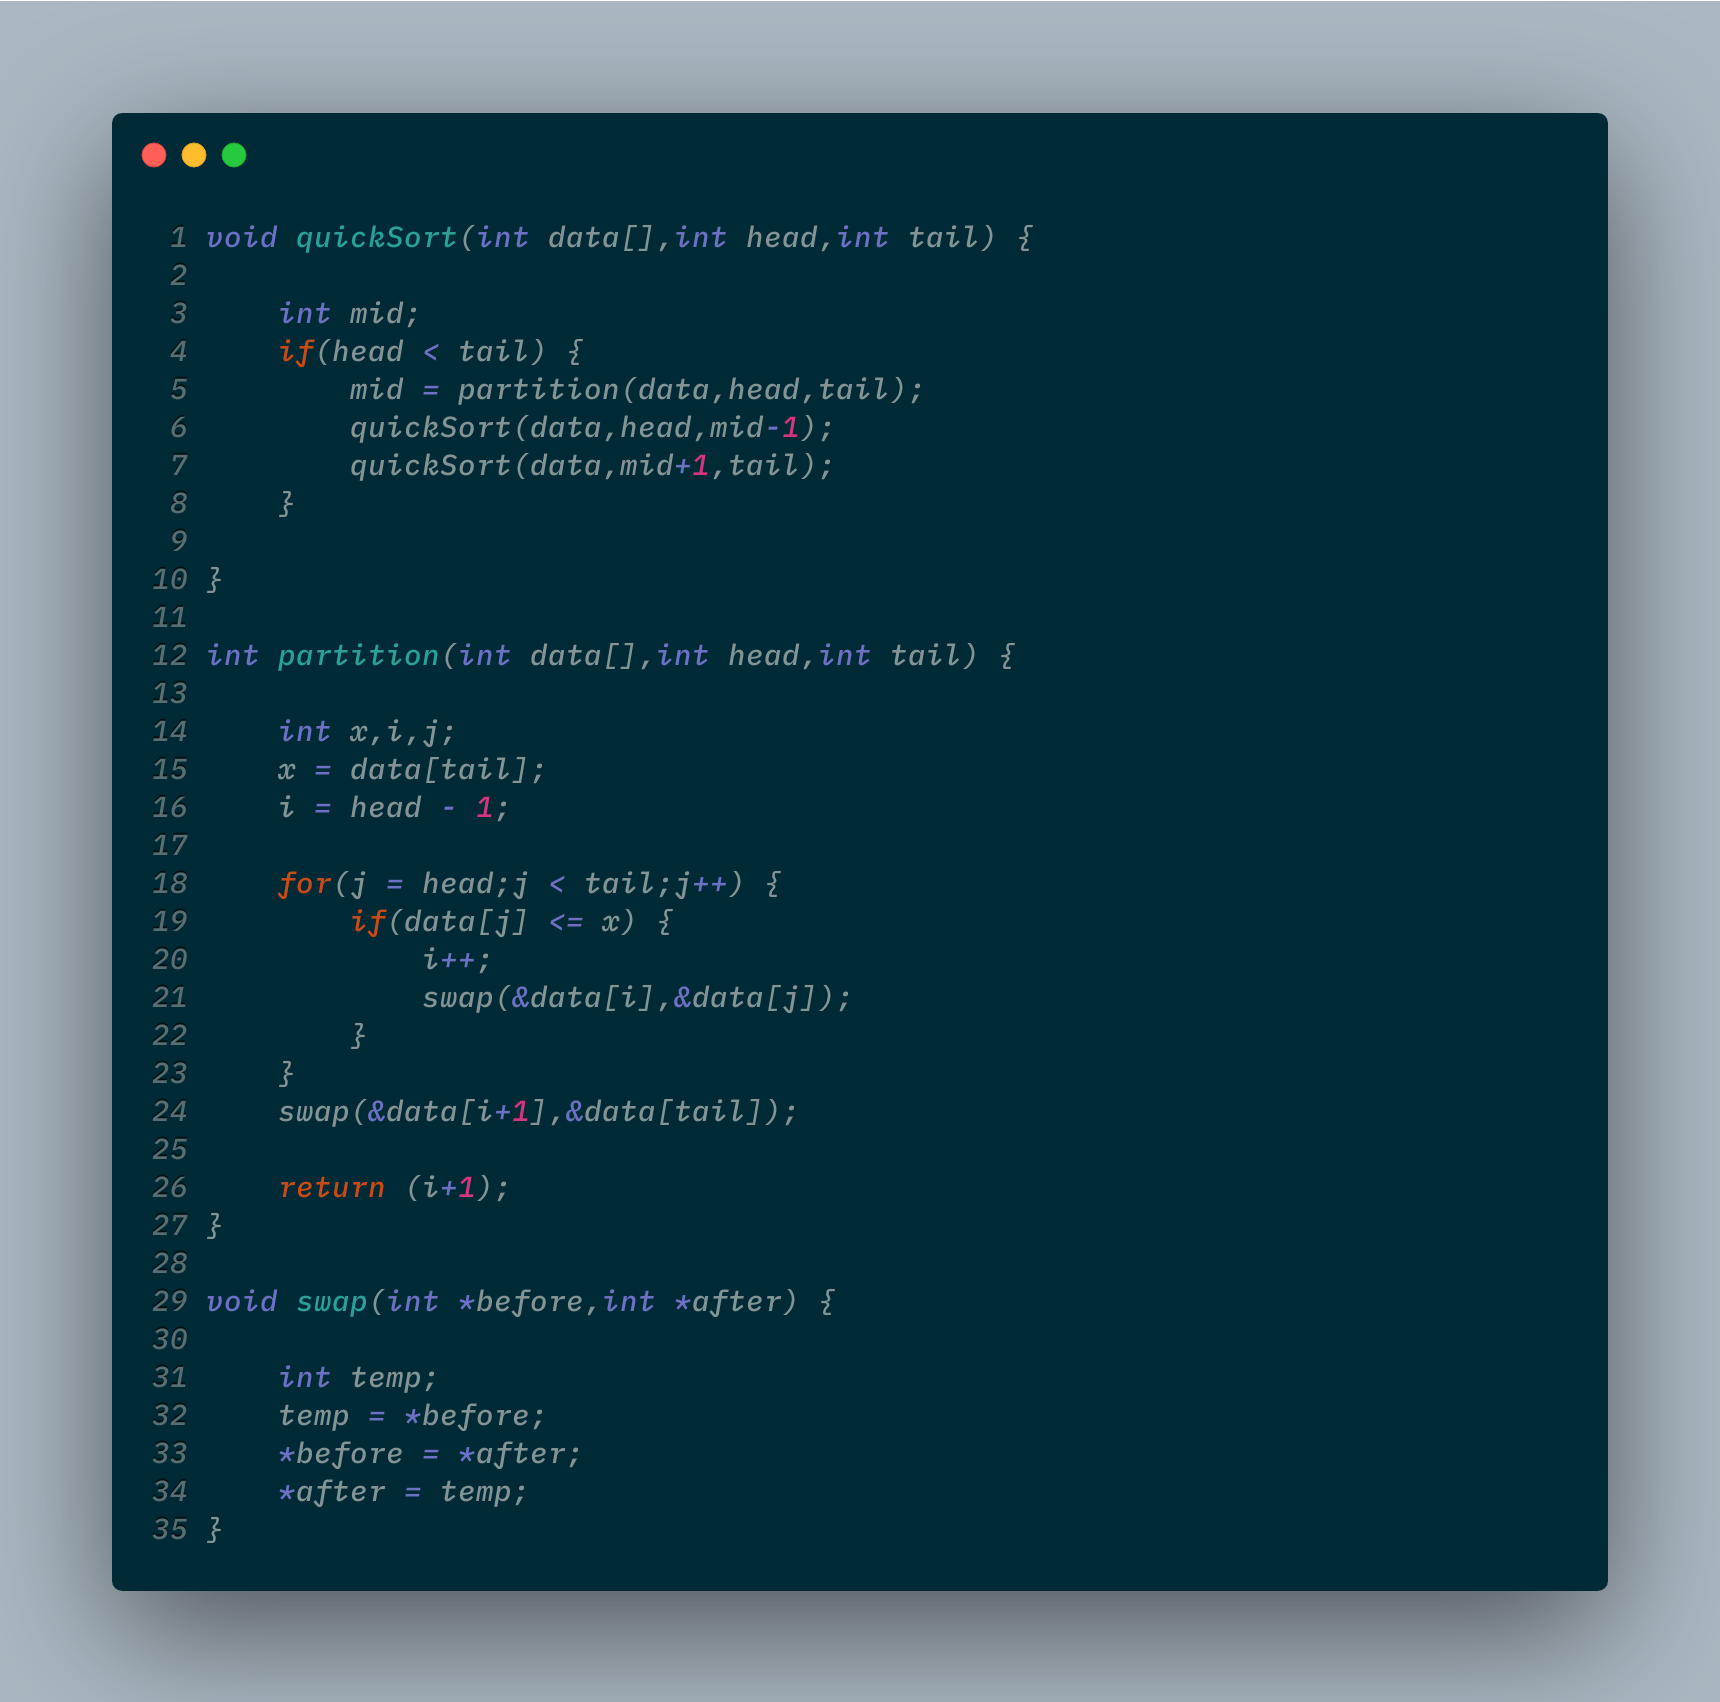 1 void quickSort(int data[],int head,int tail) {
2
3     int mid;
4     if(head < tail) {
5         mid = partition(data,head,tail);
6         quickSort(data,head,mid-1);
7         quickSort(data,mid+1,tail);
8     }
9
10 }
11
12 int partition(int data[],int head,int tail) {
13
14     int x,i,j;
15     x = data[tail];
16     i = head - 1;
17
18     for(j = head;j < tail;j++) {
19         if(data[j] <= x) {
20             i++;
21             swap(&data[i],&data[j]);
22         }
23     }
24     swap(&data[i+1],&data[tail]);
25
26     return (i+1);
27 }
28
29 void swap(int *before,int *after) {
30
31     int temp;
32     temp = *before;
33     *before = *after;
34     *after = temp;
35 }